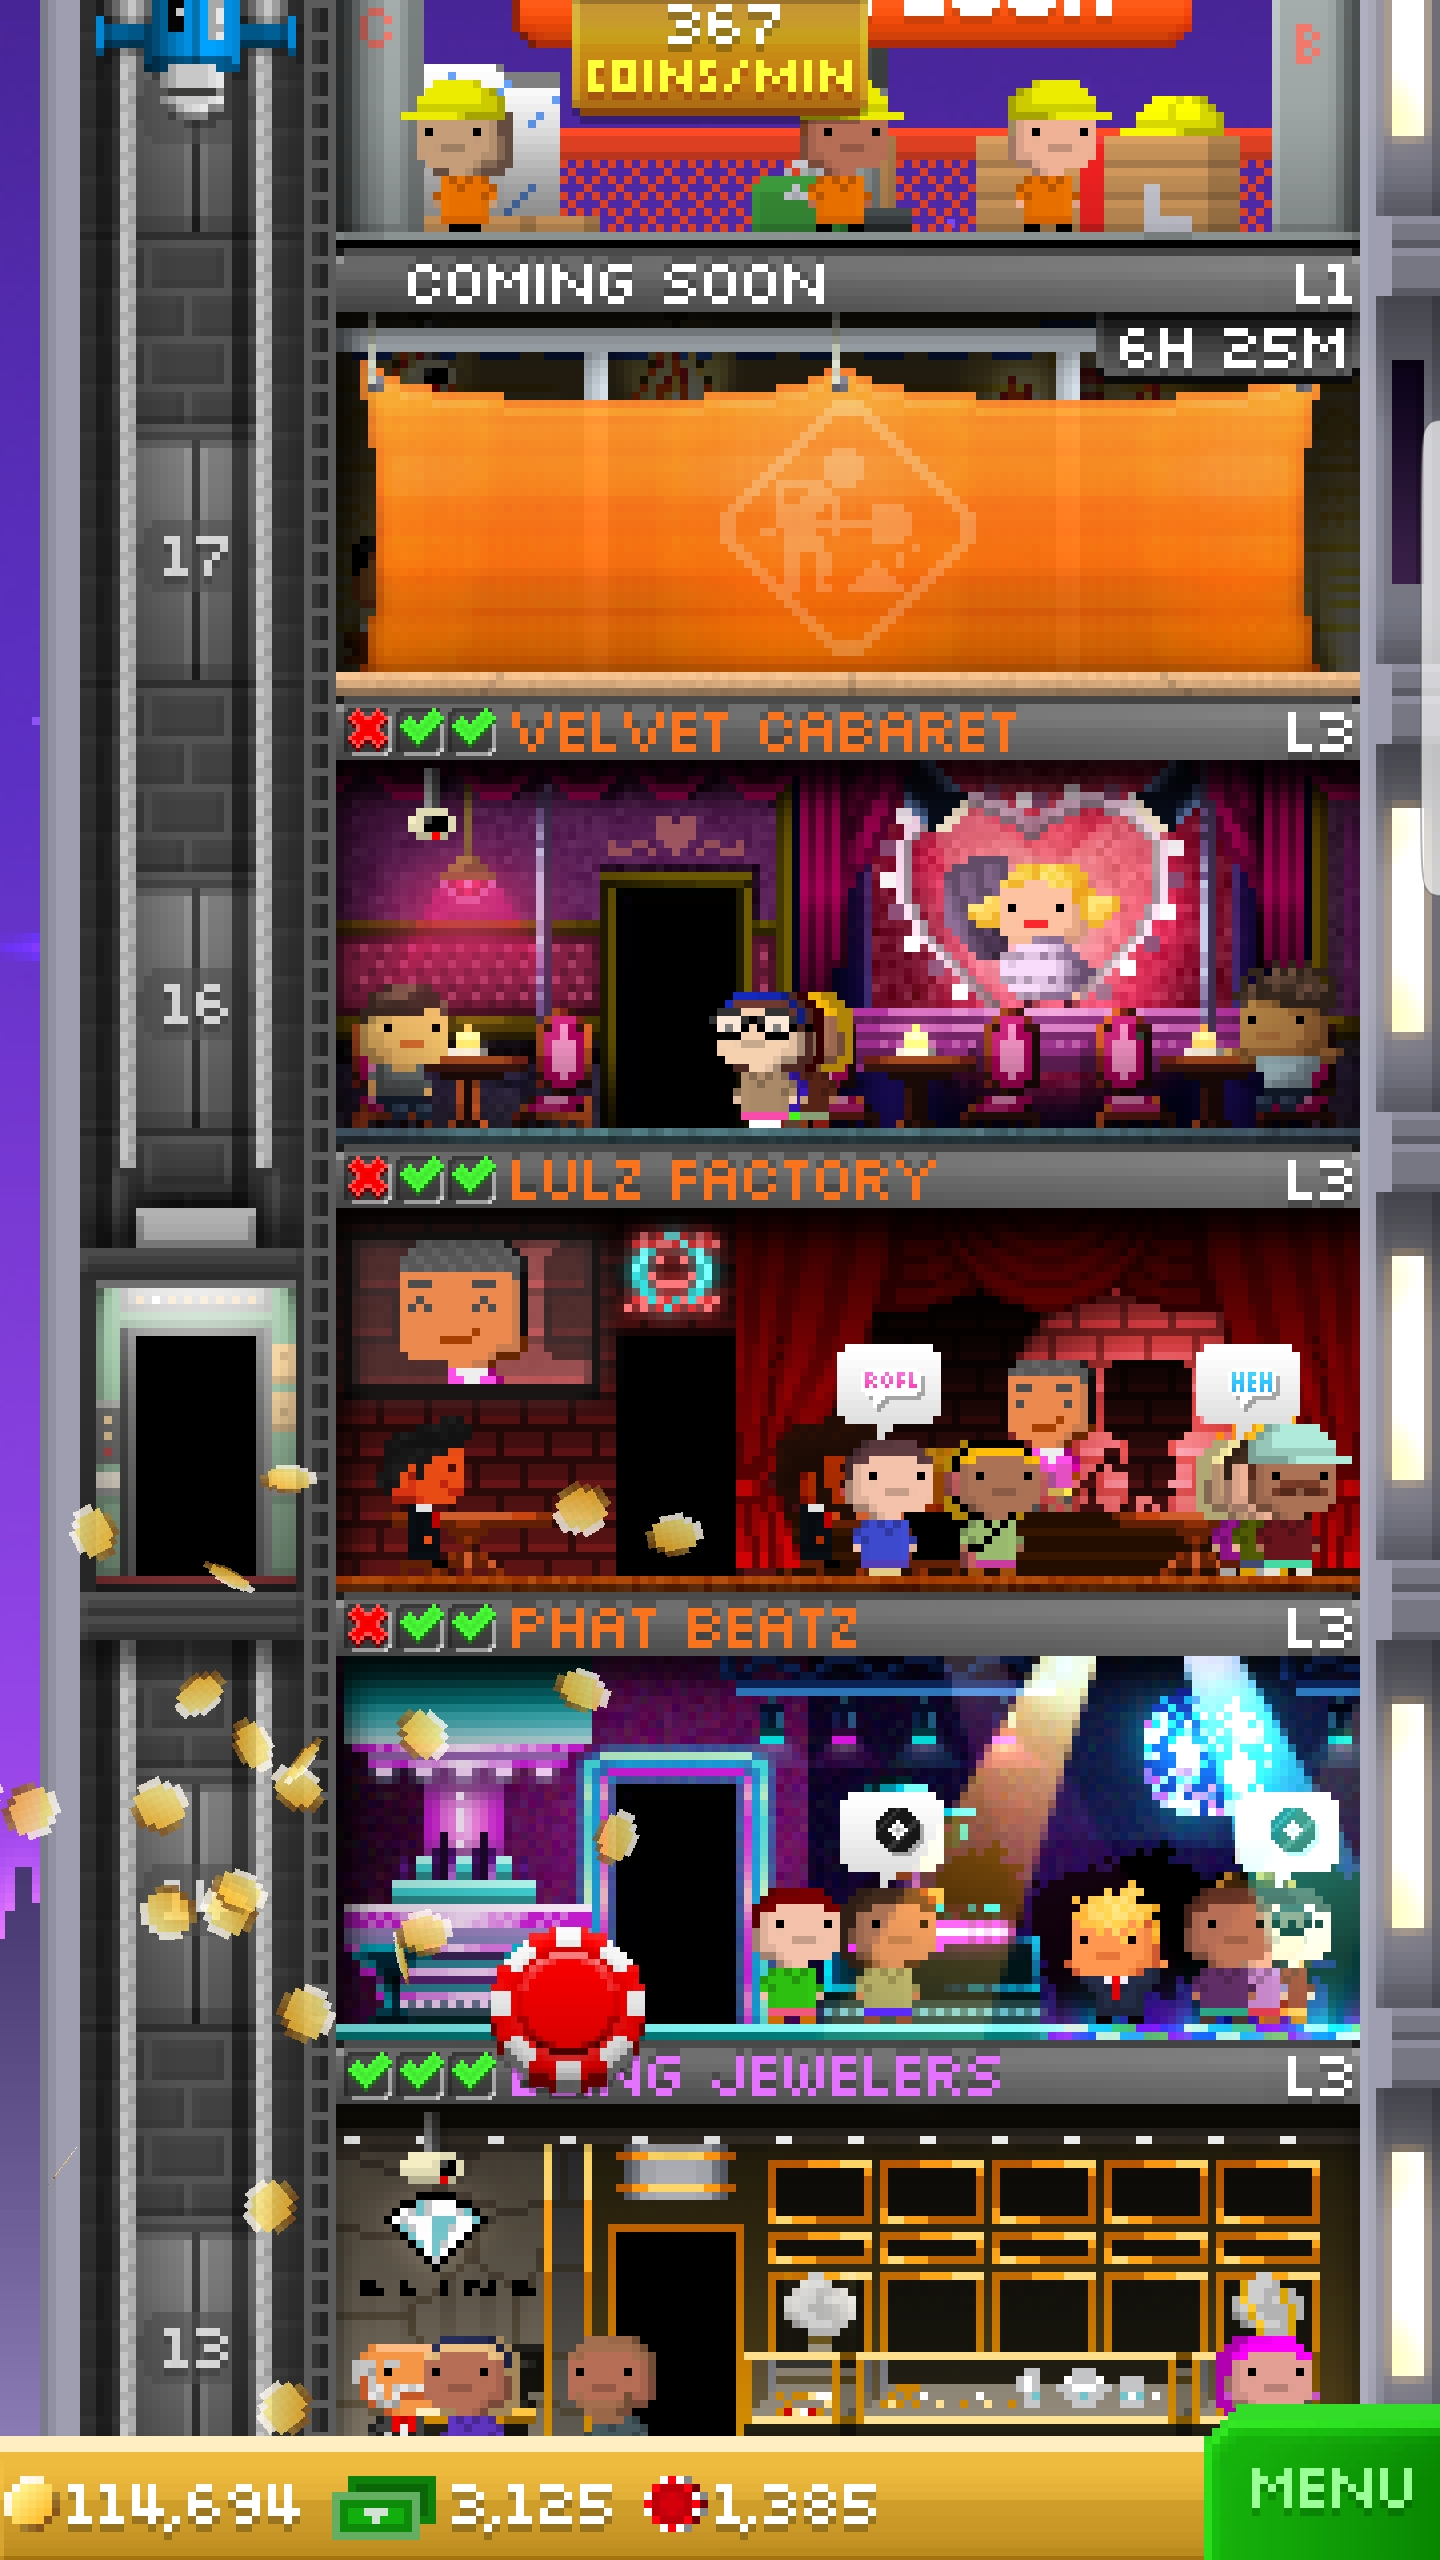 C
367
B
COINS/MIN
COMING SOON L1
6H 25M
17
VELVET CABARET L3
16
LULZ FACTORY L3
ROFL
HEH
PHAT BEATZ L3
JEWELERS L3
BLING
13
114,694 3,125 1,385
MENU